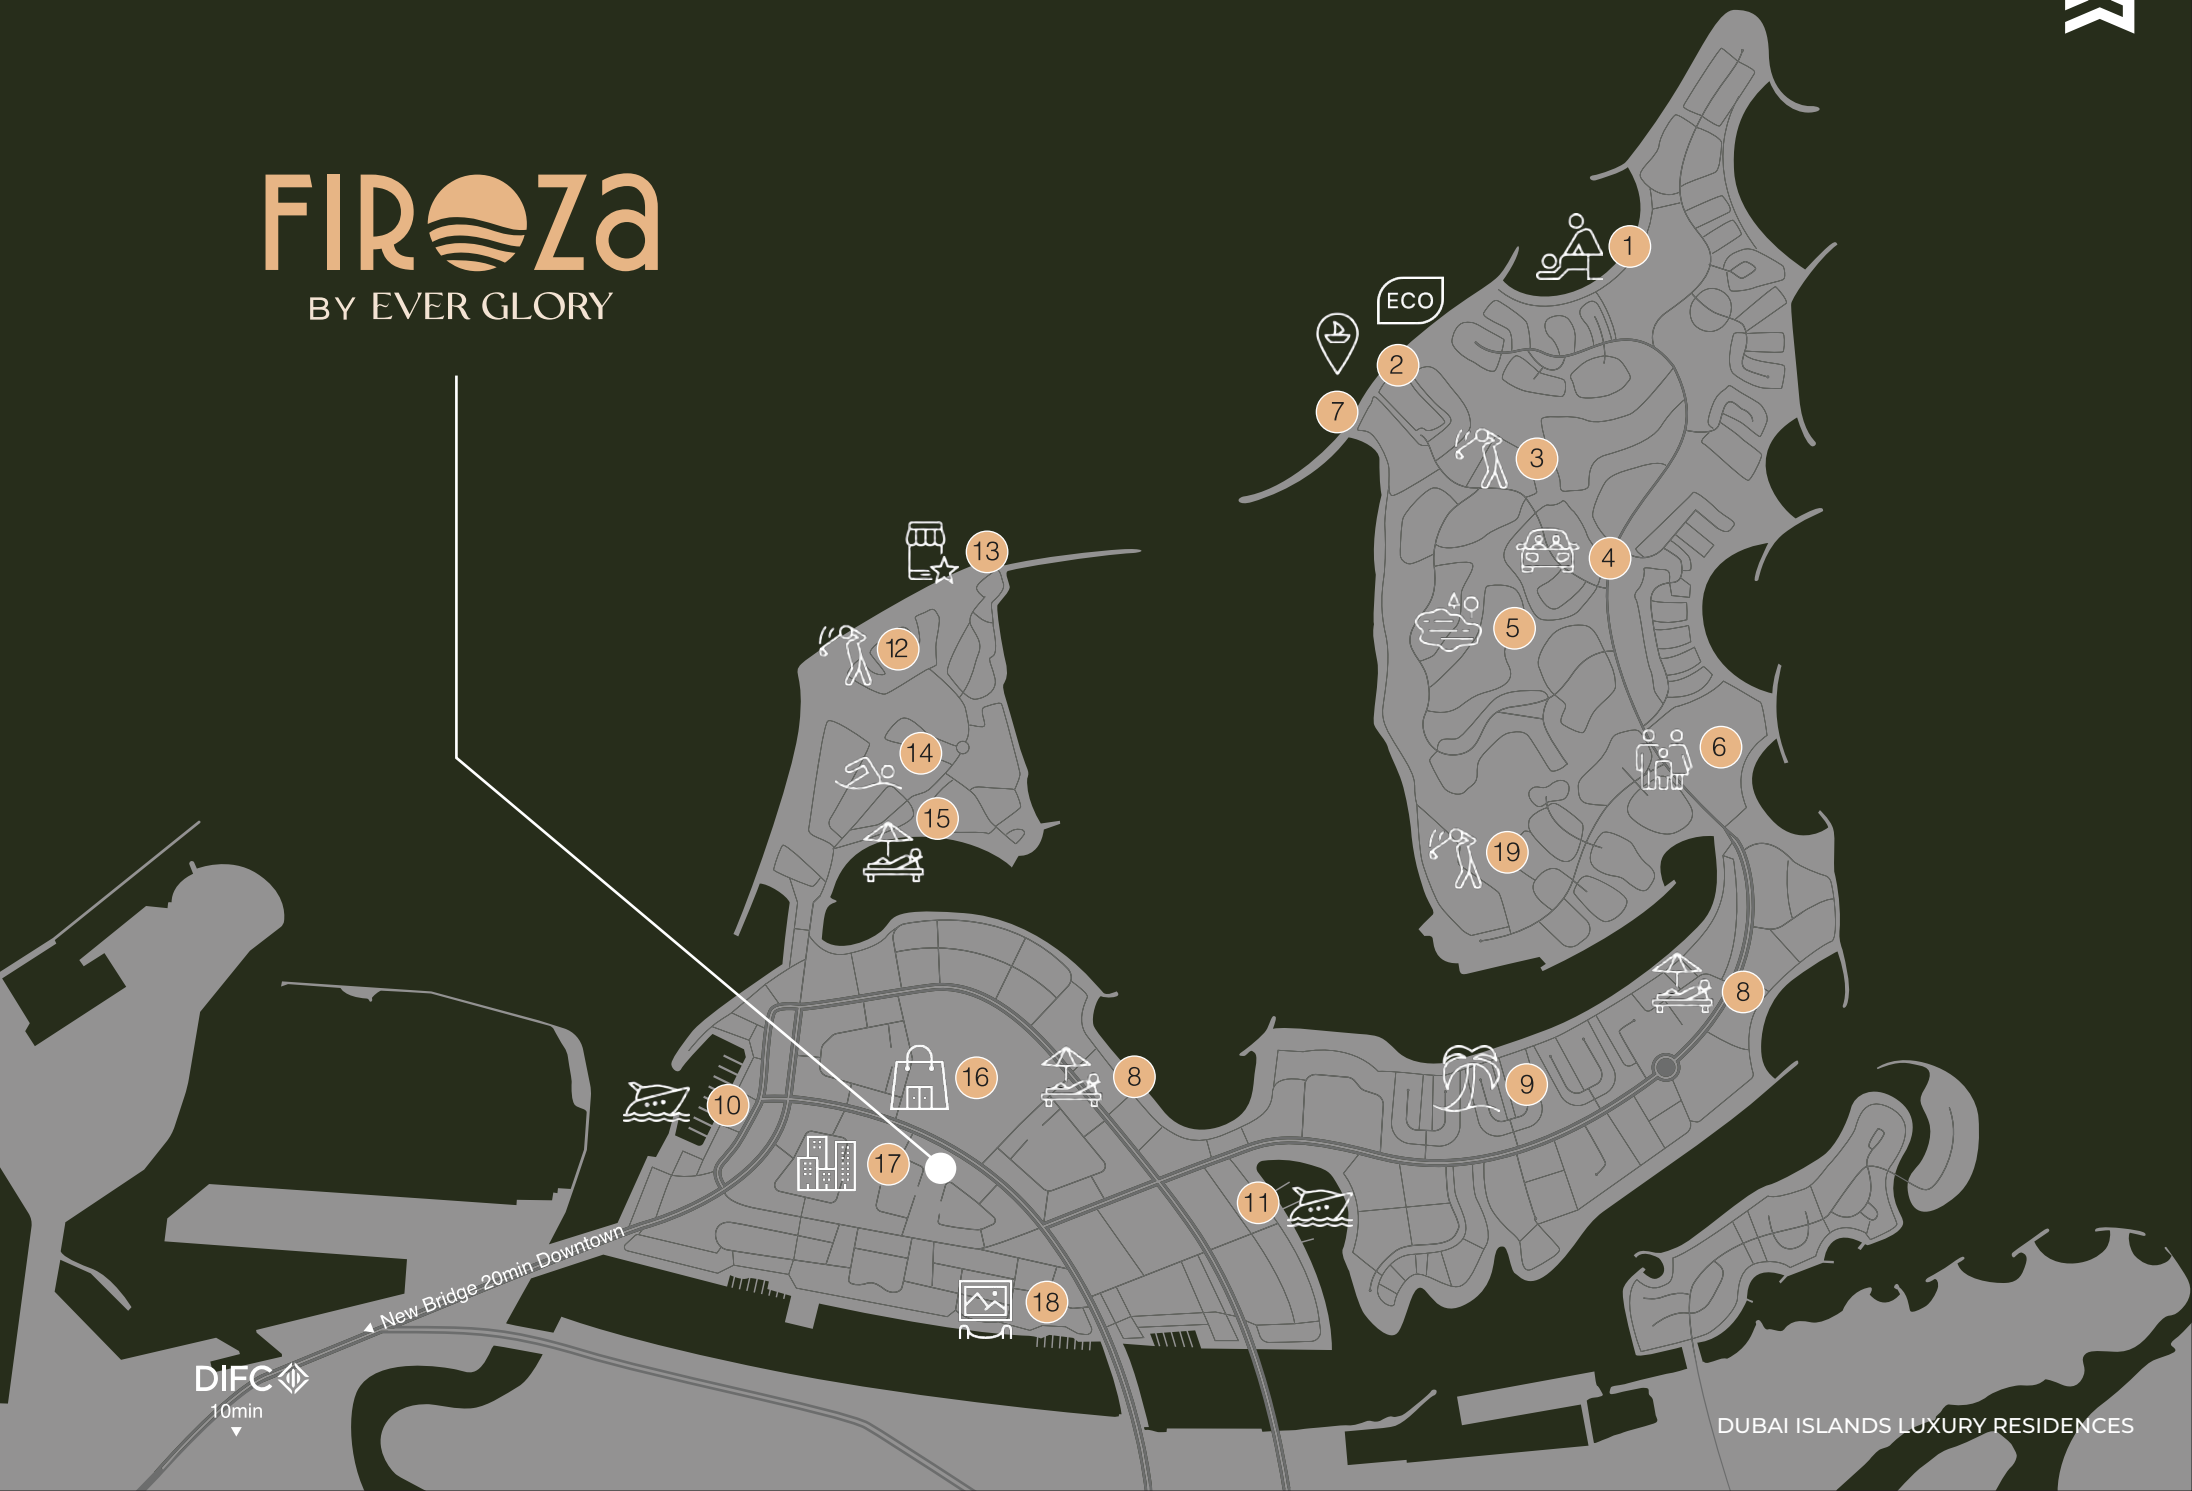 FIROZA
BY EVER GLORY
1
ECO
2
7
3
13
4
12
5
14
6
15
19
8
16
8
9
10
17
11
New Bridge 20min Downtown
18
DIFC
10min
DUBAI ISLANDS LUXURY RESIDENCES